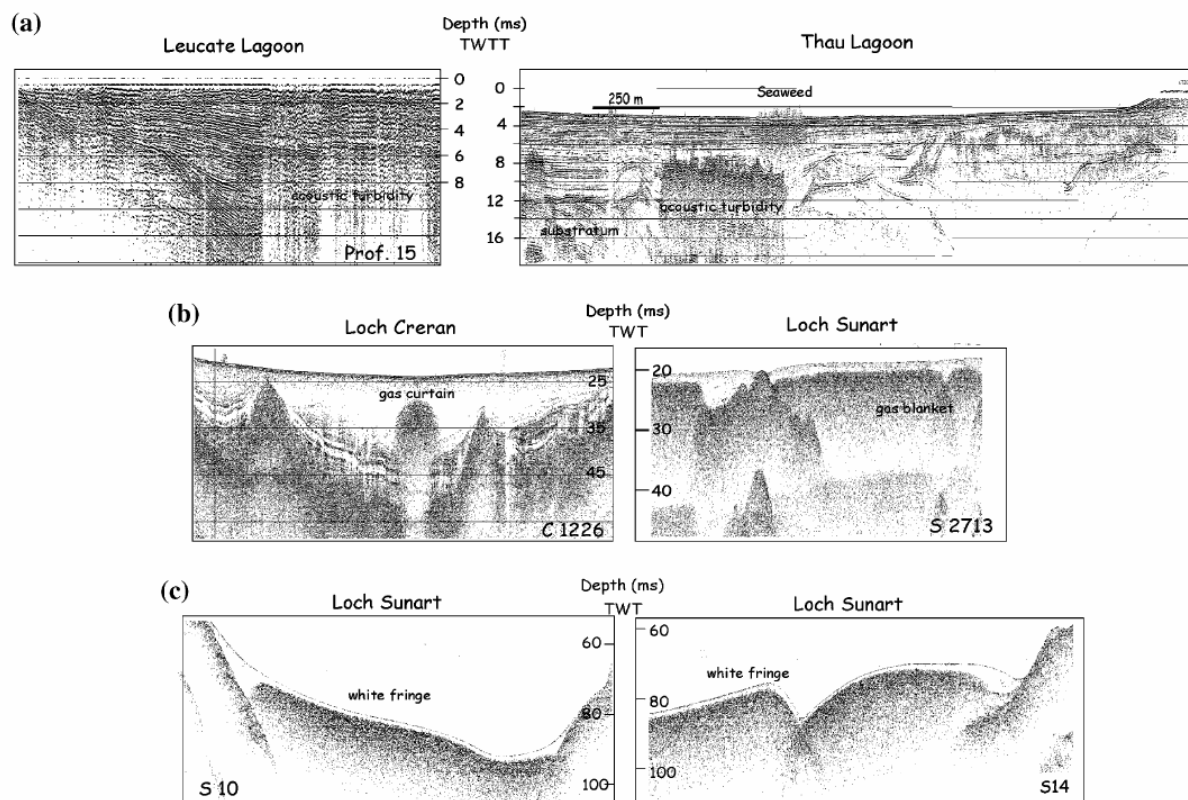 (a)
Leucate Lagoon
Depth (ms)
TWTT
Thau Lagoon
0
2
4
6
8
acoustic turbidity
Prof. 15
0
4
8
12
16
250 m
Seaweed
acoustic turbidity
substratum
(b)
Loch Creran
Depth (ms)
TWT
Loch Sunart
gas curtain
25
35
45
C 1226
20
30
40
gas blanket
S 2713
(c)
Loch Sunart
Depth (ms)
TWT
Loch Sunart
white fringe
60
80
100
S 10
60
80
100
white fringe
S14